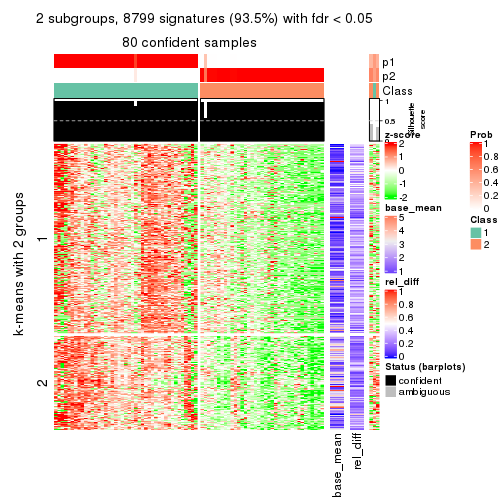 2 subgroups, 8799 signatures (93.5%) with fdr < 0.05
80 confident samples
p1
p2
Class
1
0.5
0
Silhouette
score
k-means with 2 groups
1
2
base_mean
rel_diff
z-score
2
1
0
-1
-2
base_mean
5
4
3
2
1
rel_diff
1
0.8
0.6
0.4
0.2
0
Status (barplots)
confident
ambiguous
Prob
1
0.8
0.6
0.4
0.2
0
Class
1
2